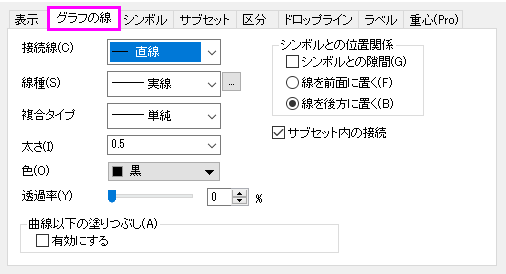 表示 グラフの線 シンボル サブセット 区分 ドロップライン ラベル 重心(Pro)
接続線(C) 直線
線種(S) 実線 ...
複合タイプ 単純
太さ(I) 0.5
色(O) 黒
透過率(Y) 0 %
曲線以下の塗りつぶし(A)
有効にする
シンボルとの位置関係
シンボルとの隙間(G)
線を前面に置く(F)
線を後方に置く(B)
サブセット内の接続